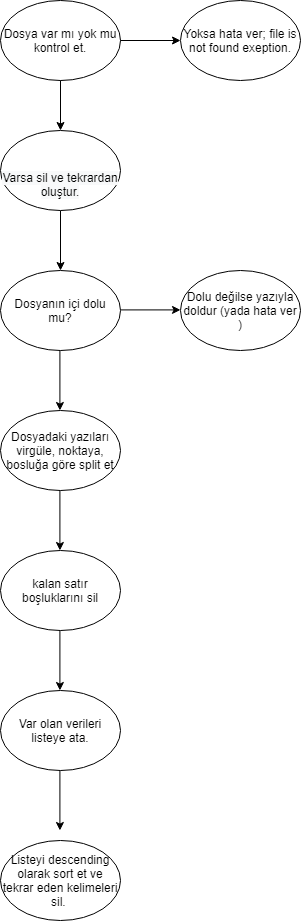 Dosya var mı yok mu
kontrol et.
Yoksa hata ver; file is
not found exeption.
Varsa sil ve tekrardan
oluştur.
Dosyanın içi dolu
mu?
Dolu değilse yazıyla
doldur (yada hata ver
)
Dosyadaki yazıları
virgüle, noktaya,
bosluğa göre split et
kalan satır
boşluklarını sil
Var olan verileri
listeye ata.
Listeyi descending
olarak sort et ve
tekrar eden kelimeleri
sil.